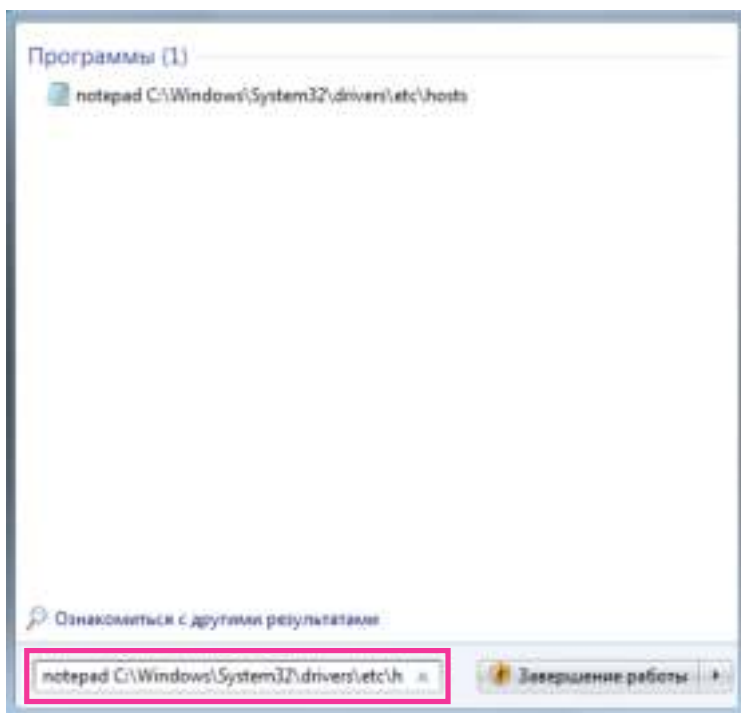 Программы (1)
notepad C:\Windows\System32\drivers\etc\hosts
Ознакомиться с другими результатами
notepad C:\Windows\System32\drivers\etc\h
Завершение работы